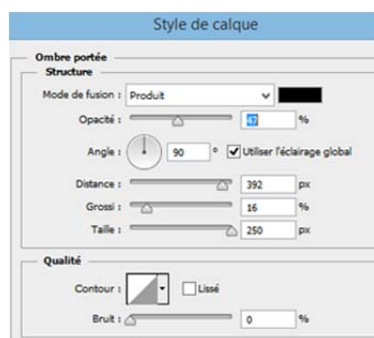 Style de calque
Ombre portée
Structure
Mode de fusion : Produit
Opacité : 47 %
Angle : 90 ° Utiliser l'éclairage global
Distance : 392 px
Grossi : 16 %
Taille : 250 px
Qualité
Contour : Lissé
Bruit : 0 %